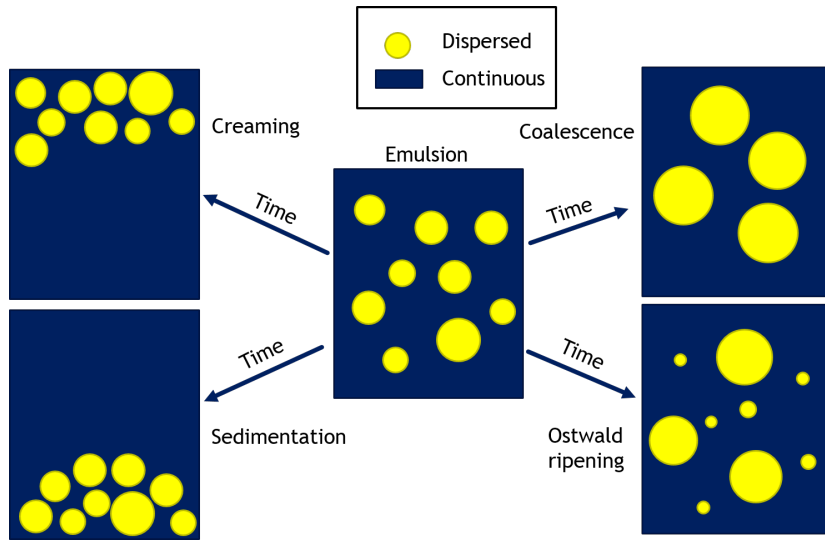 Dispersed
Continuous
Creaming
Emulsion
Coalescence
Time
Time
Time
Time
Sedimentation
Ostwald
ripening